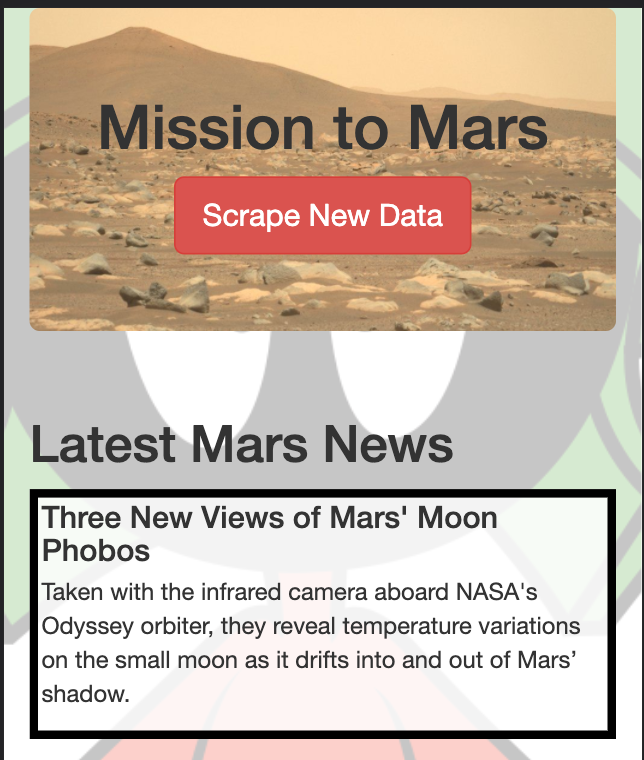 Mission to Mars
Scrape New Data
Latest Mars News
Three New Views of Mars' Moon
Phobos
Taken with the infrared camera aboard NASA's
Odyssey orbiter, they reveal temperature variations
on the small moon as it drifts into and out of Mars’
shadow.